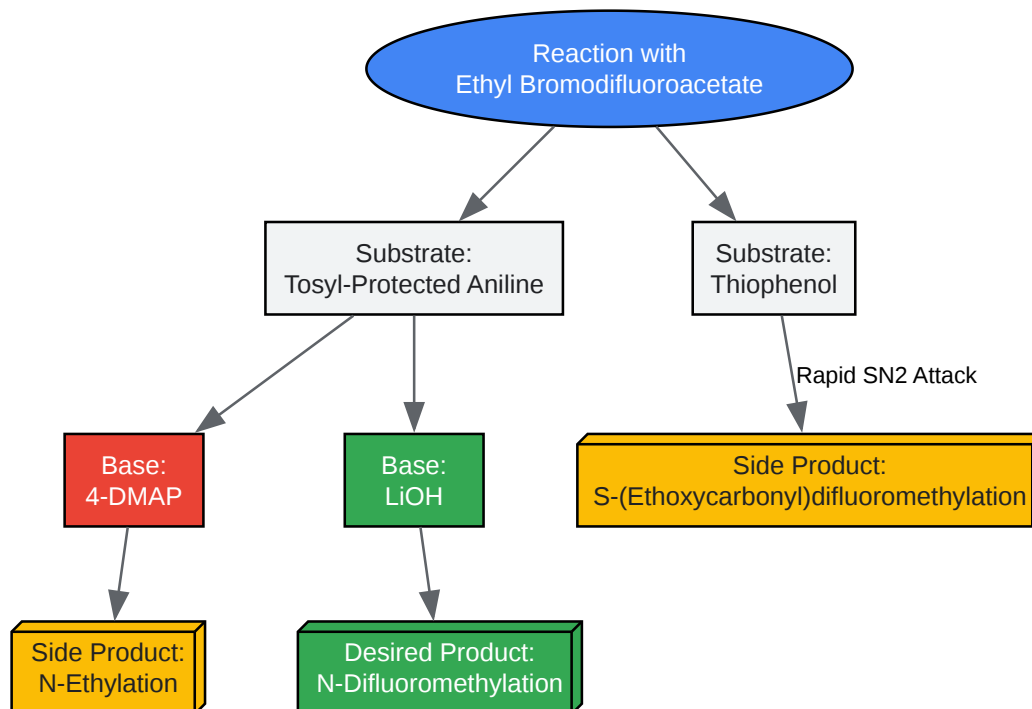 Reaction with
Ethyl Bromodifluoroacetate
Substrate:
Tosyl-Protected Aniline
Substrate:
Thiophenol
Rapid SN2 Attack
Base:
4-DMAP
Base:
LiOH
Side Product:
S-(Ethoxycarbonyl)difluoromethylation
Side Product:
N-Ethylation
Desired Product:
N-Difluoromethylation